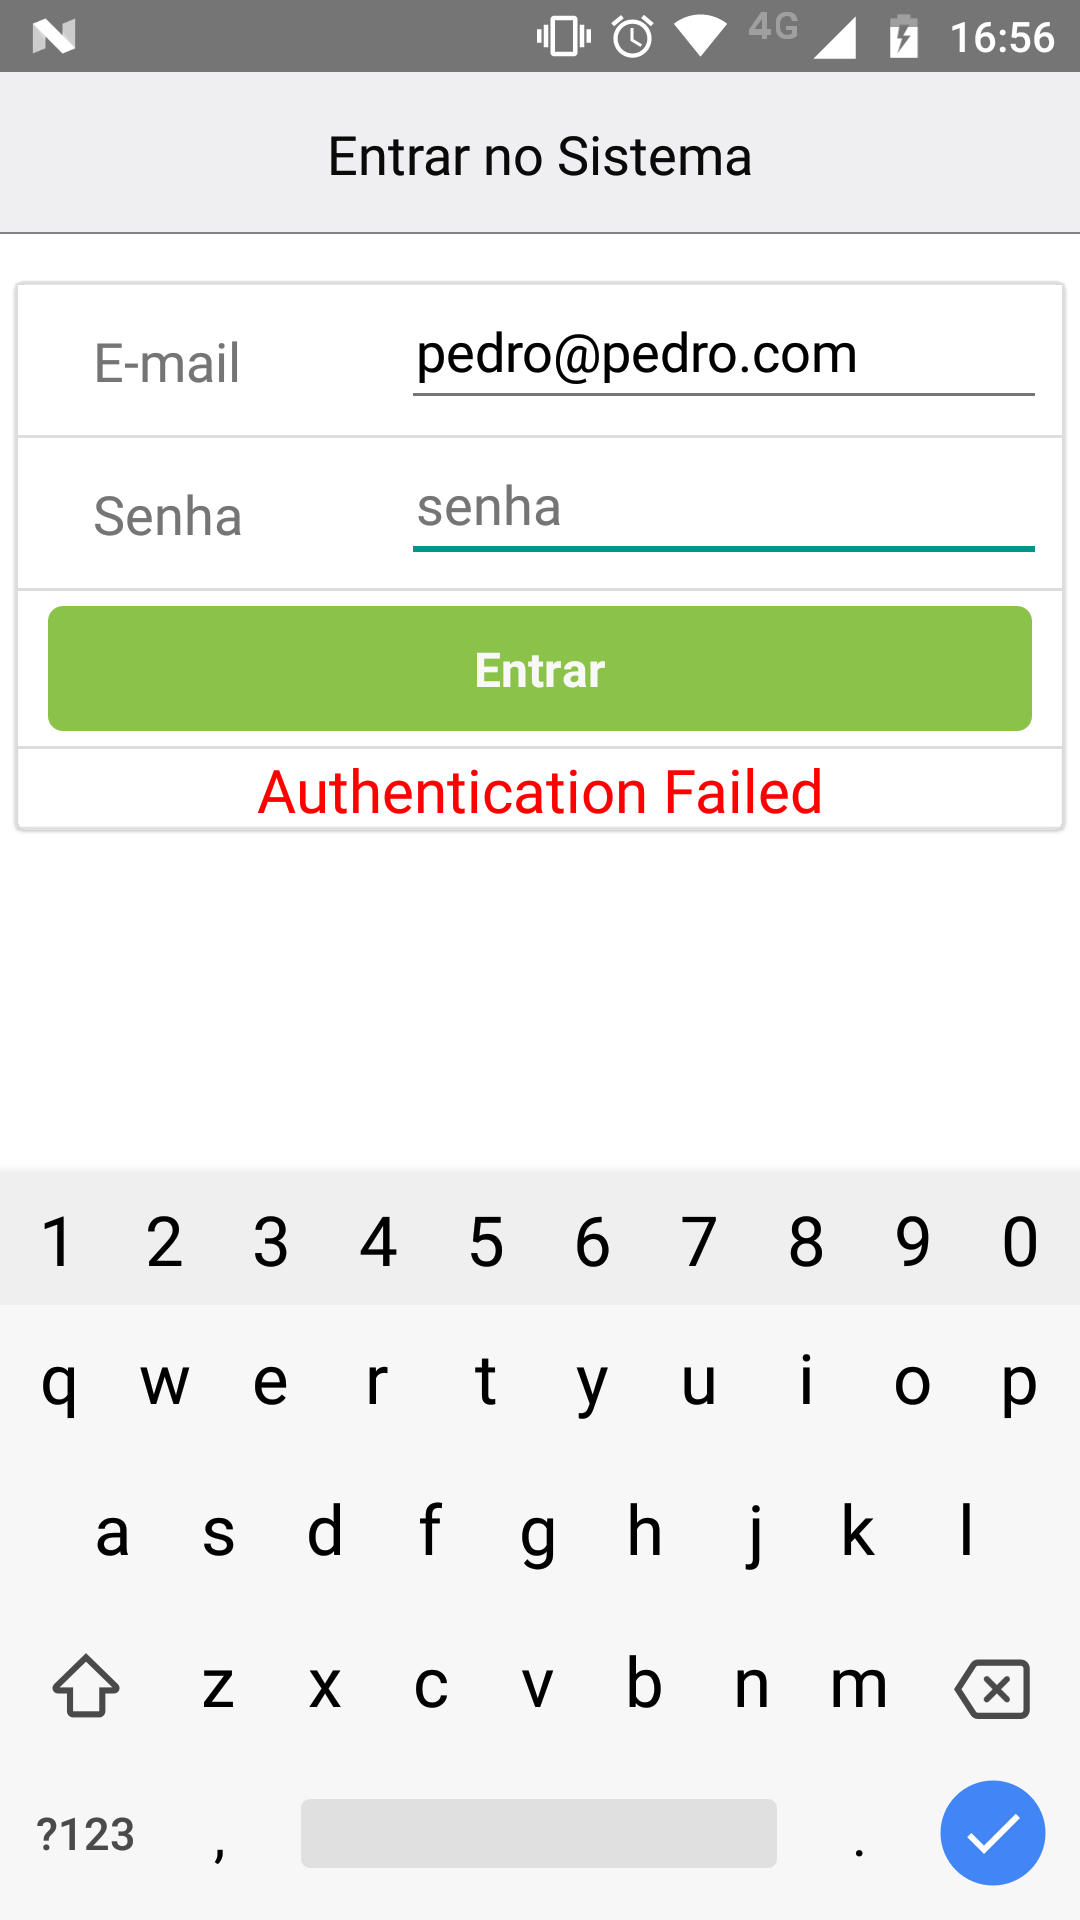 4G 16:56
Entrar no Sistema
E-mail pedro@pedro.com
Senha senha
Entrar
Authentication Failed
1 2 3 4 5 6 7 8 9 0
q w e r t y u i o p
a s d f g h j k l
z x c v b n m
?123 , .